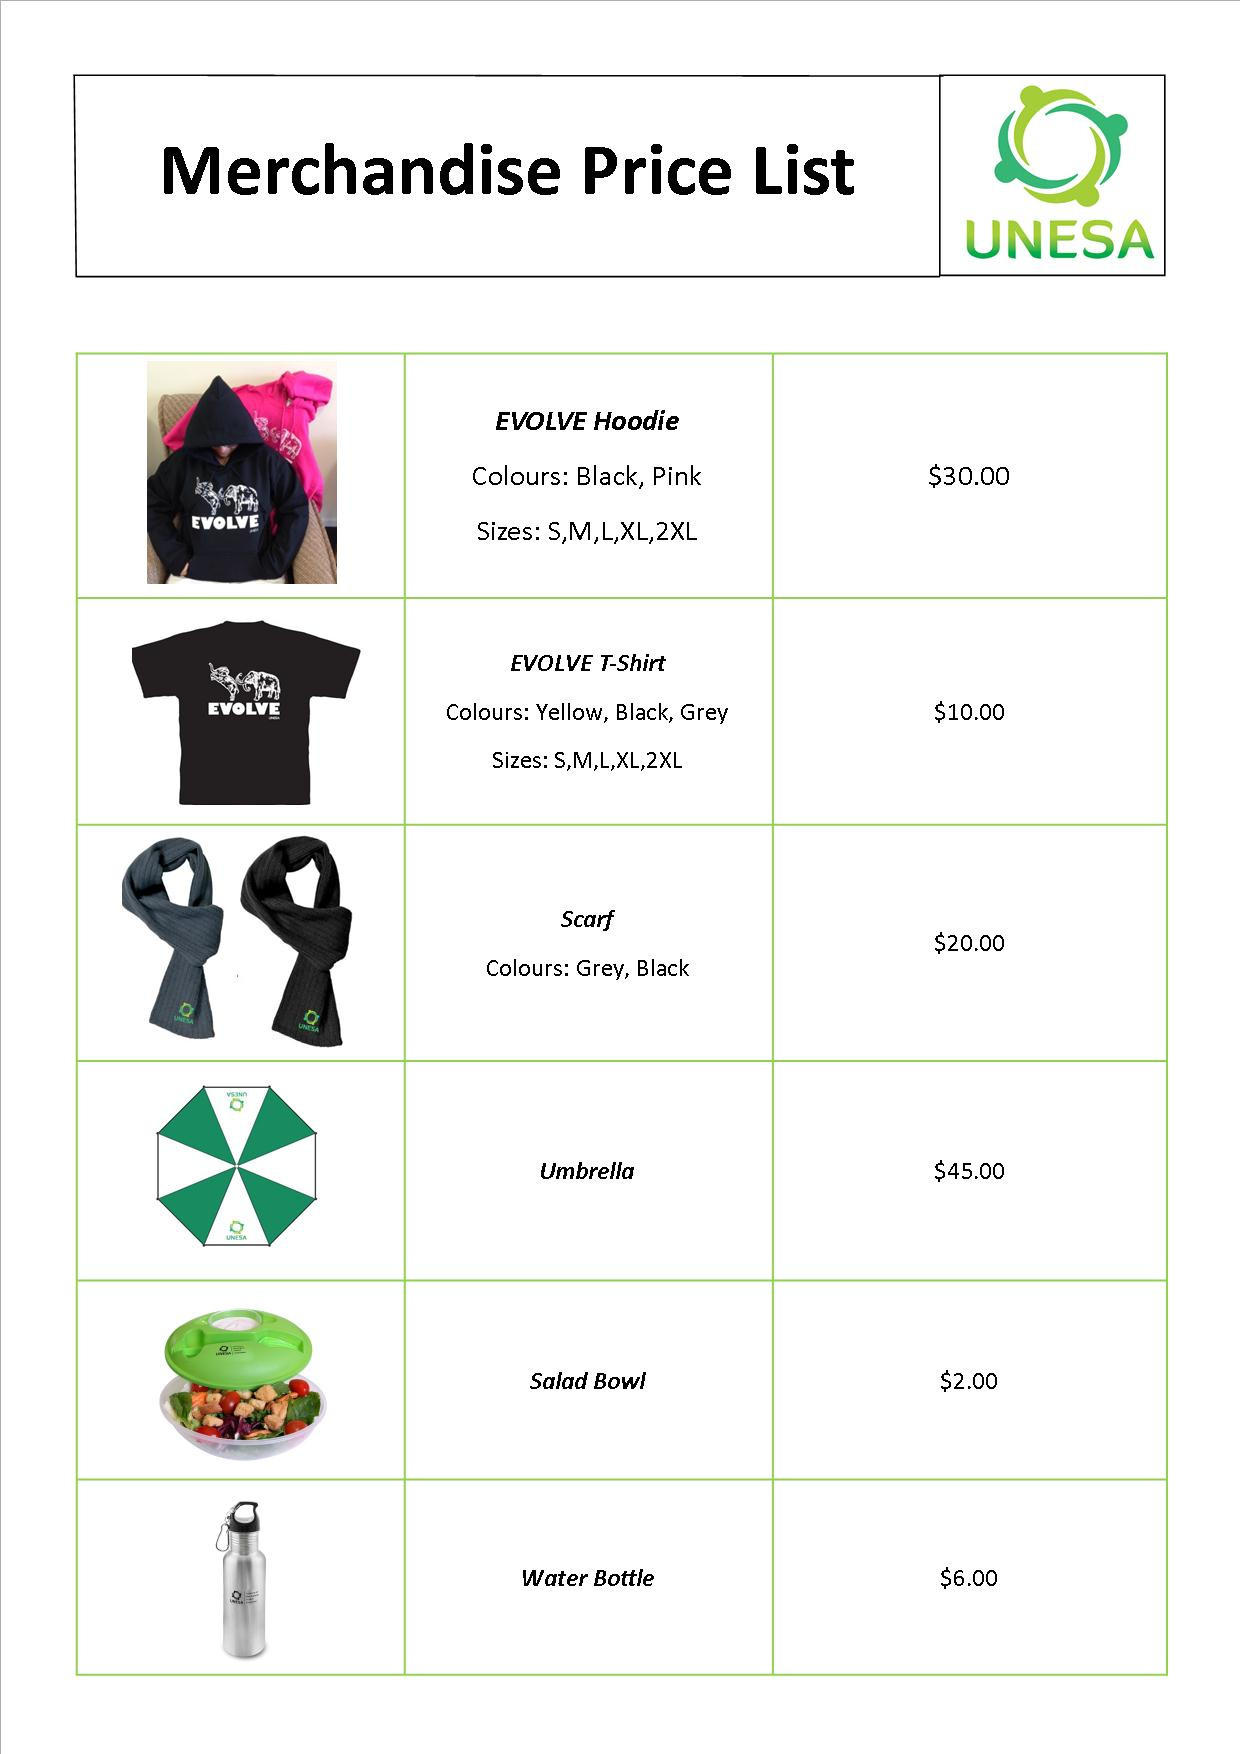 Merchandise Price List
UNESA
EVOLVE
UNESA
EVOLVE Hoodie
Colours: Black, Pink
Sizes: S,M,L,XL,2XL
$30.00
EVOLVE
UNESA
EVOLVE T-Shirt
Colours: Yellow, Black, Grey
Sizes: S,M,L,XL,2XL
$10.00
UNESA
UNESA
Scarf
Colours: Grey, Black
$20.00
UNESA
UNESA
Umbrella
$45.00
UNESA
Salad Bowl
$2.00
UNESA
Water Bottle
$6.00